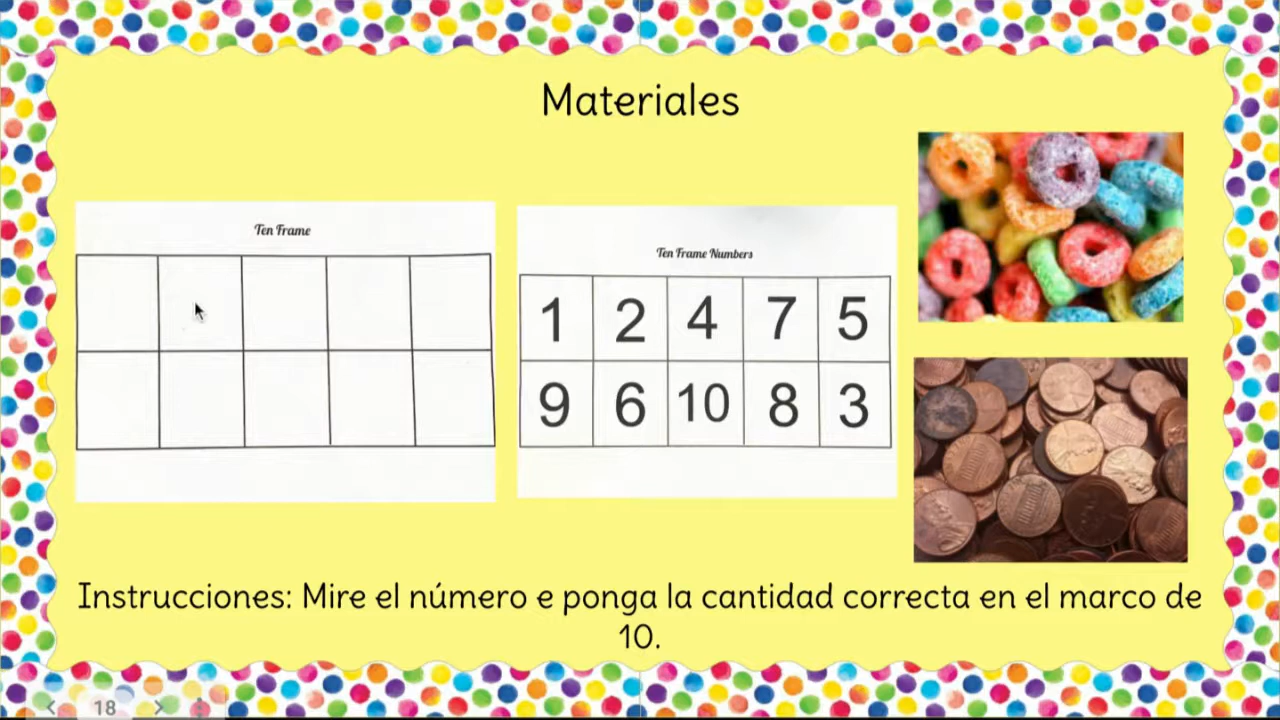 Materiales
Ten Frame
Ten Frame Numbers
1 2 4 7 5
9 6 10 8 3
Instrucciones: Mire el número e ponga la cantidad correcta en el marco de
10.
18